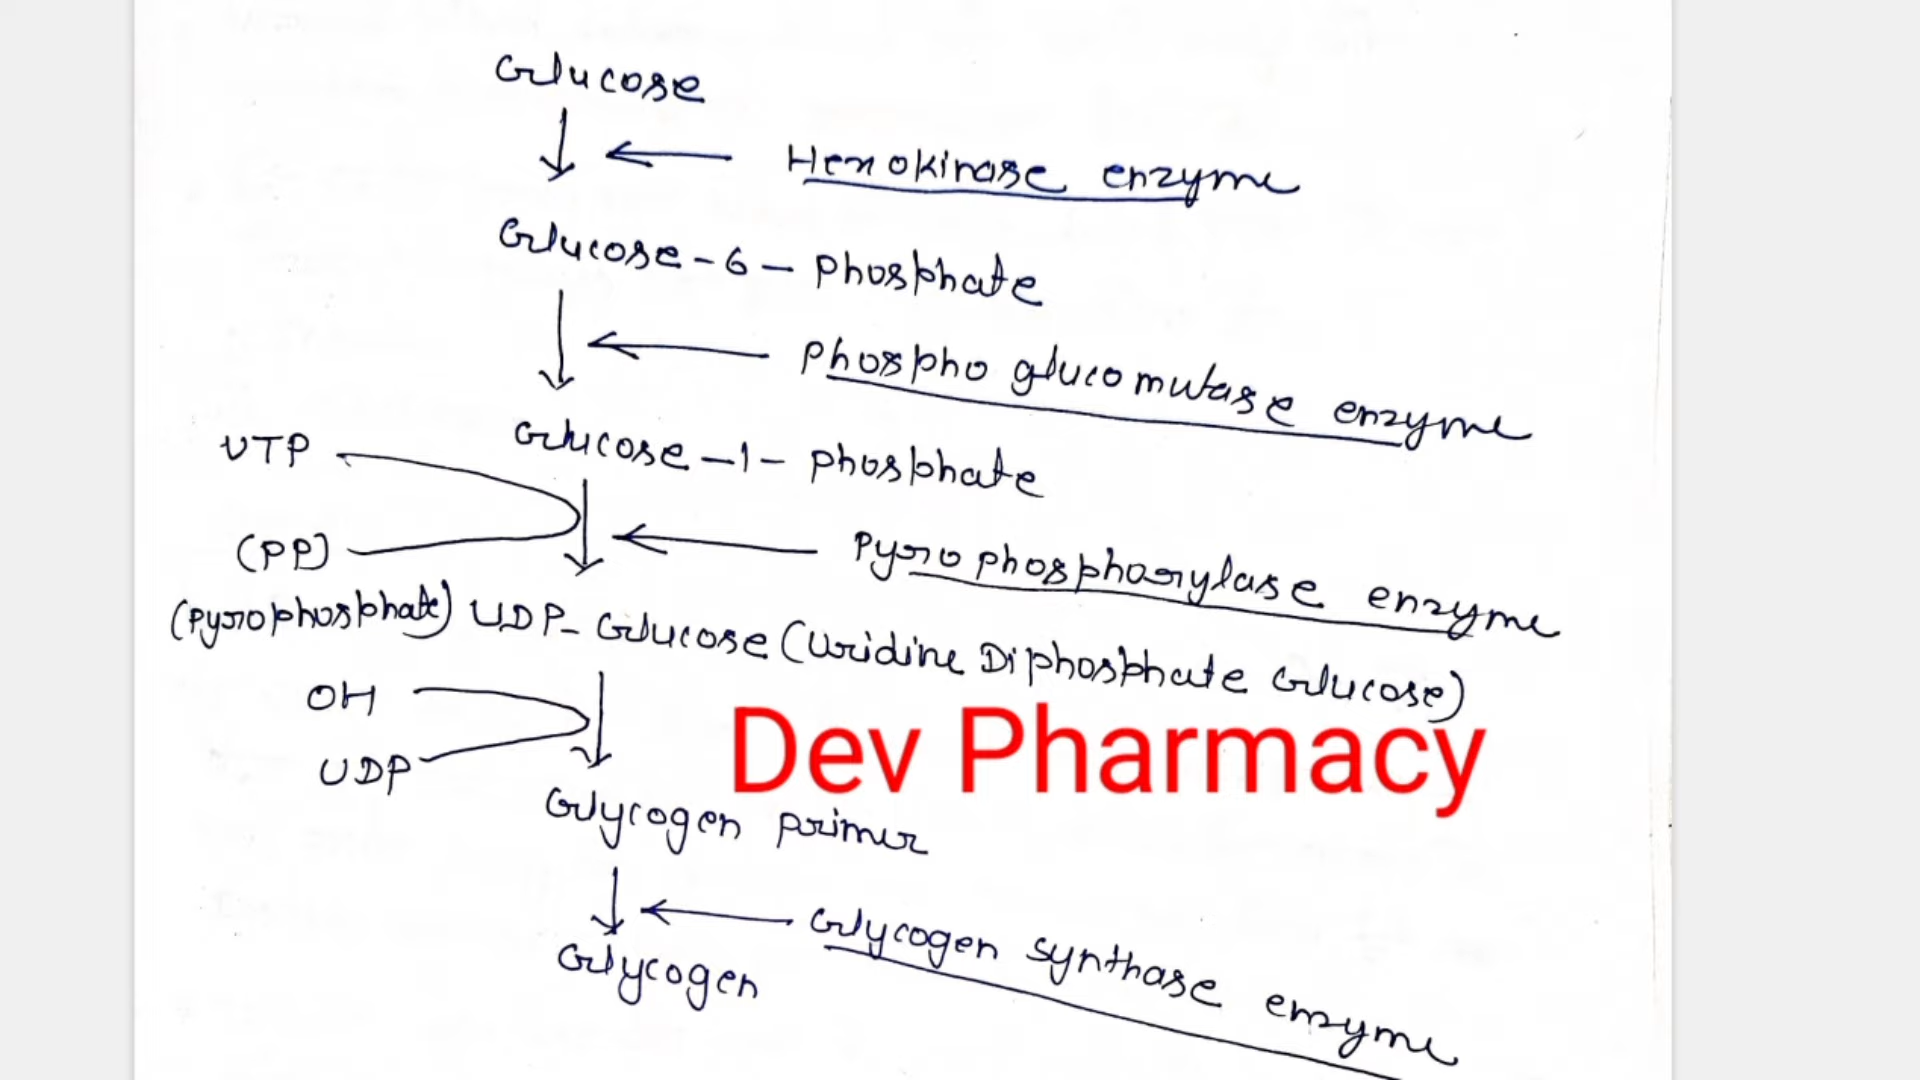 Glucose
Hexokinase enzyme
Glucose-6-Phosphate
Phospho glucomutase enzyme
UTP
Glucose-1-phosphate
(PP)
Pyrophosphorylase enzyme
(Pyrophosphate) UDP-Glucose (Uridine Diphosphate Glucose)
OH
Dev Pharmacy
UDP
Glycogen primer
Glycogen synthase enzyme
Glycogen